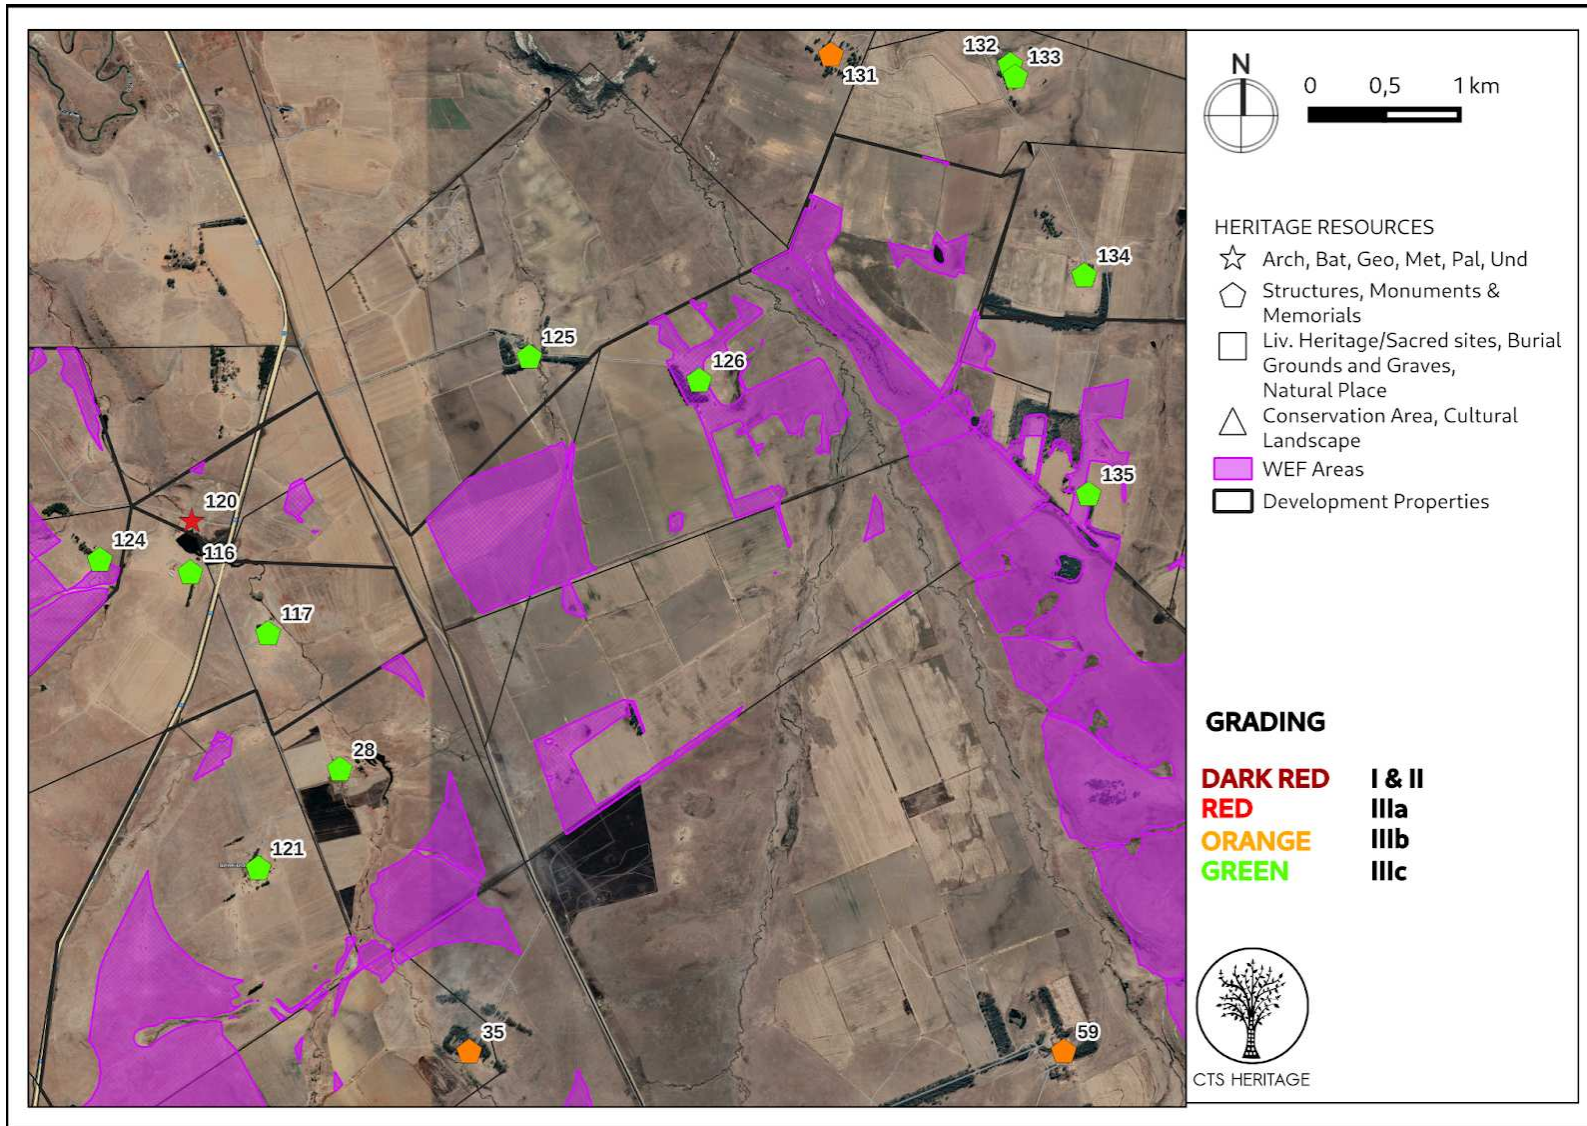 132
133
131
134
125
126
135
120
124
116
117
28
121
35
59
N
0 0,5 1 km
HERITAGE RESOURCES
Arch, Bat, Geo, Met, Pal, Und
Structures, Monuments &
Memorials
Liv. Heritage/Sacred sites, Burial
Grounds and Graves,
Natural Place
Conservation Area, Cultural
Landscape
WEF Areas
Development Properties
GRADING
DARK RED I & II
RED IIIa
ORANGE IIIb
GREEN IIIc
CTS HERITAGE